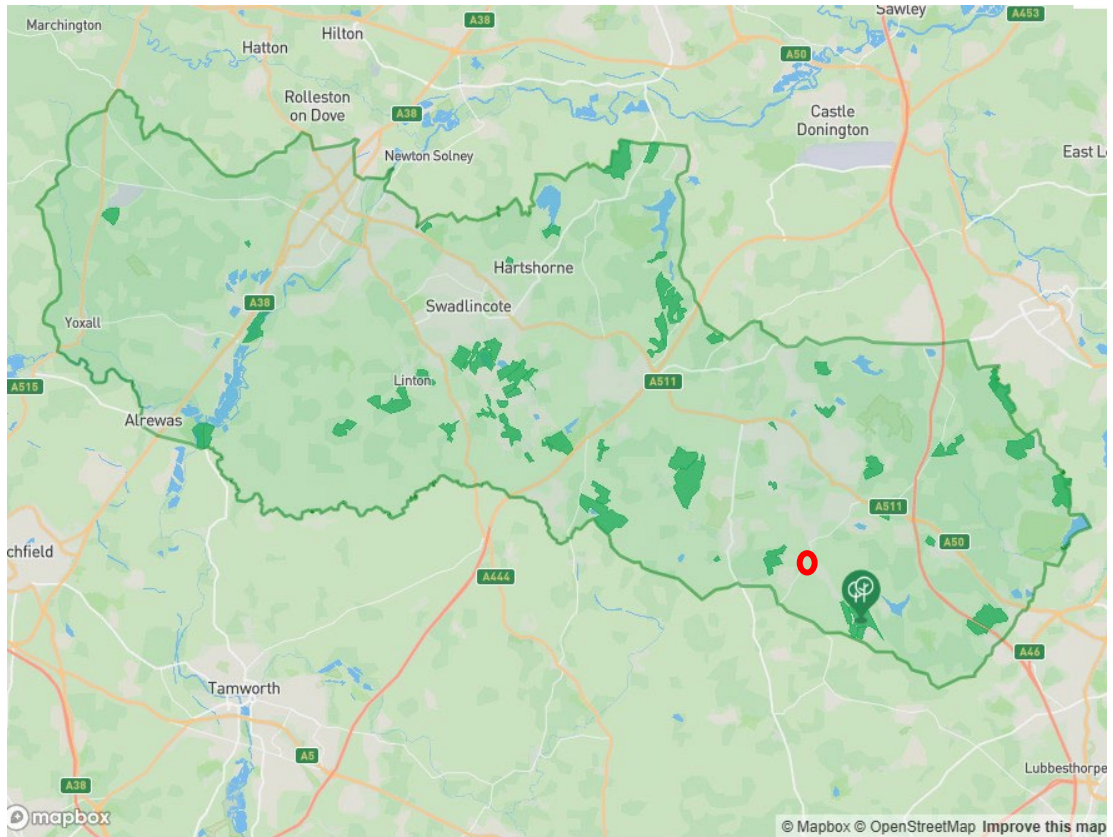 Sawley
Marchington
A38
A453
Hilton
Hatton
A50
Rolleston
on Dove
Castle
Donington
A38
Newton Solney
East L
Hartshorne
A38
Swadlincote
Yoxall
Linton
A511
A515
Alrewas
A511
A50
chfield
A444
A46
Tamworth
A5
Lubbesthorpe
A38
mapbox
© Mapbox © OpenStreetMap Improve this map